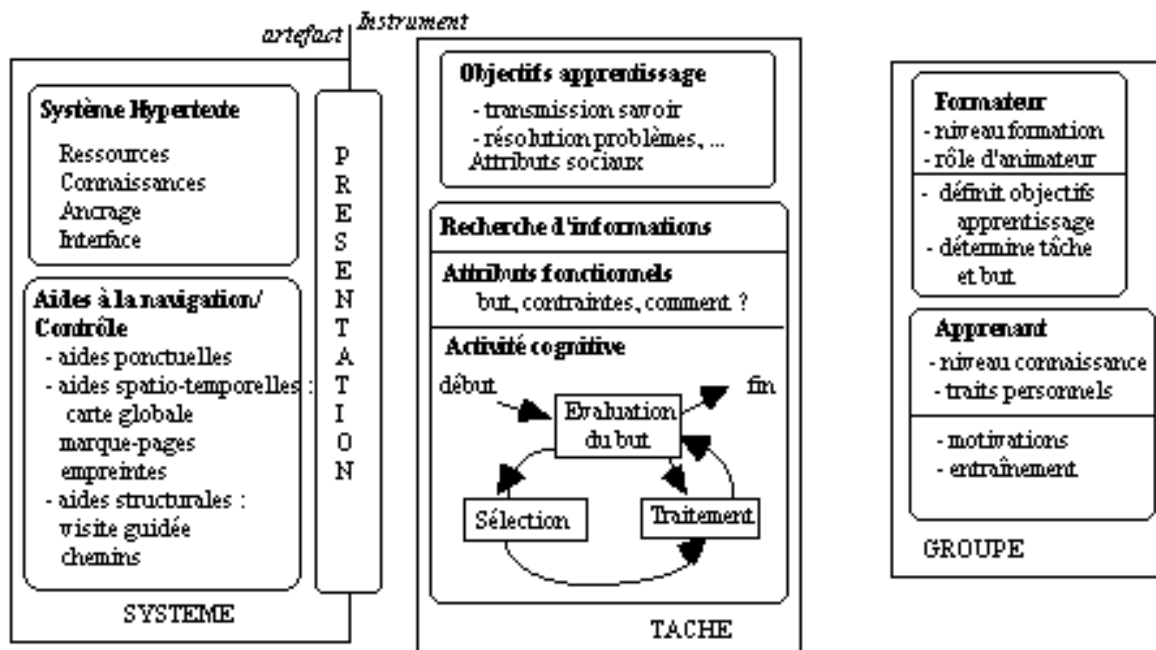 artefact
Instrument
Système Hypertexte
Ressources
Connaissances
Ancrage
Interface
Aides à la navigation/
Contrôle
- aides ponctuelles
- aides spatio-temporelles :
carte globale
marque-pages
empreintes
- aides structurales :
visite guidée
chemins
SYSTEME
PRESENTATION
Objectifs apprentissage
- transmission savoir
- résolution problèmes, ...
Attributs sociaux
Recherche d'informations
Attributs fonctionnels
but, contraintes, comment ?
Activité cognitive
début
fin
Evaluation
du but
Sélection
Traitement
TACHE
Formateur
- niveau formation
- rôle d'animateur
- définit objectifs
apprentissage
- détermine tâche
et but
Apprenant
- niveau connaissance
- traits personnels
- motivations
- entraînement
GROUPE